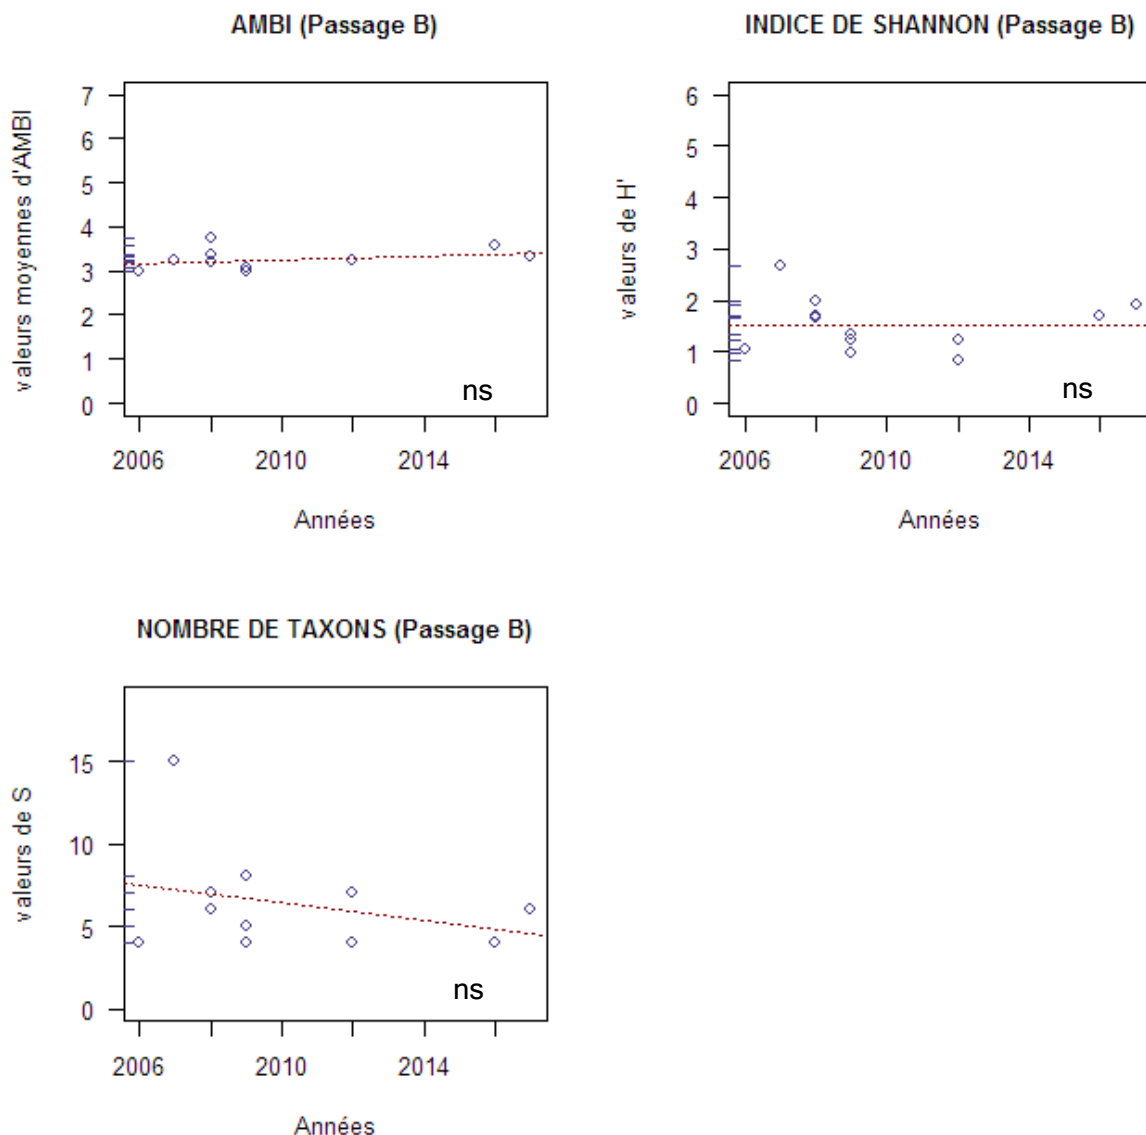 AMBI (Passage B)
valeurs moyennes d'AMBI
7
6
5
4
3
2
1
0
ns
2006 2010 2014
Années
INDICE DE SHANNON (Passage B)
valeurs de H'
6
5
4
3
2
1
0
ns
2006 2010 2014
Années
NOMBRE DE TAXONS (Passage B)
valeurs de S
15
10
5
0
ns
2006 2010 2014
Années